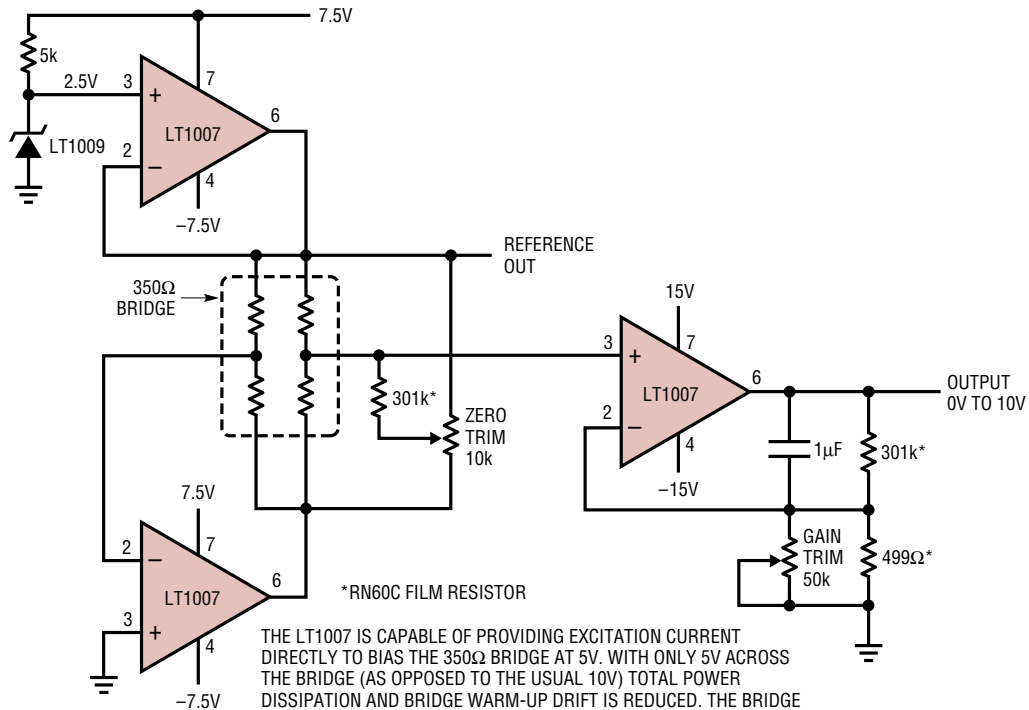 7.5V
5k
2.5V
3
7
+
6
LT1007
LT1009
2
−
4
−7.5V
REFERENCE
OUT
350Ω
BRIDGE
15V
3
7
+
6
LT1007
OUTPUT
0V TO 10V
2
−
4
−15V
301k*
ZERO
TRIM
10k
1µF
301k*
GAIN
TRIM
50k
499Ω*
7.5V
2
7
−
6
LT1007
3
+
4
−7.5V
*RN60C FILM RESISTOR
THE LT1007 IS CAPABLE OF PROVIDING EXCITATION CURRENT
DIRECTLY TO BIAS THE 350Ω BRIDGE AT 5V. WITH ONLY 5V ACROSS
THE BRIDGE (AS OPPOSED TO THE USUAL 10V) TOTAL POWER
DISSIPATION AND BRIDGE WARM-UP DRIFT IS REDUCED. THE BRIDGE